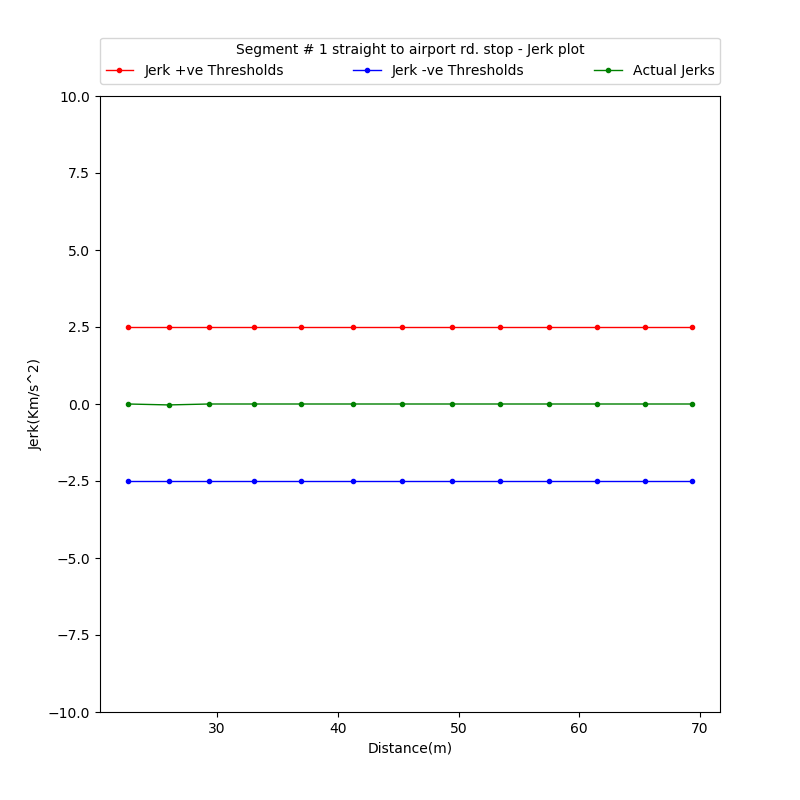 Segment # 1 straight to airport rd. stop - Jerk plot
Jerk +ve Thresholds Jerk -ve Thresholds Actual Jerks
10.0
7.5
5.0
2.5
0.0
−2.5
−5.0
−7.5
−10.0
Jerk(Km/s^2)
30 40 50 60 70
Distance(m)